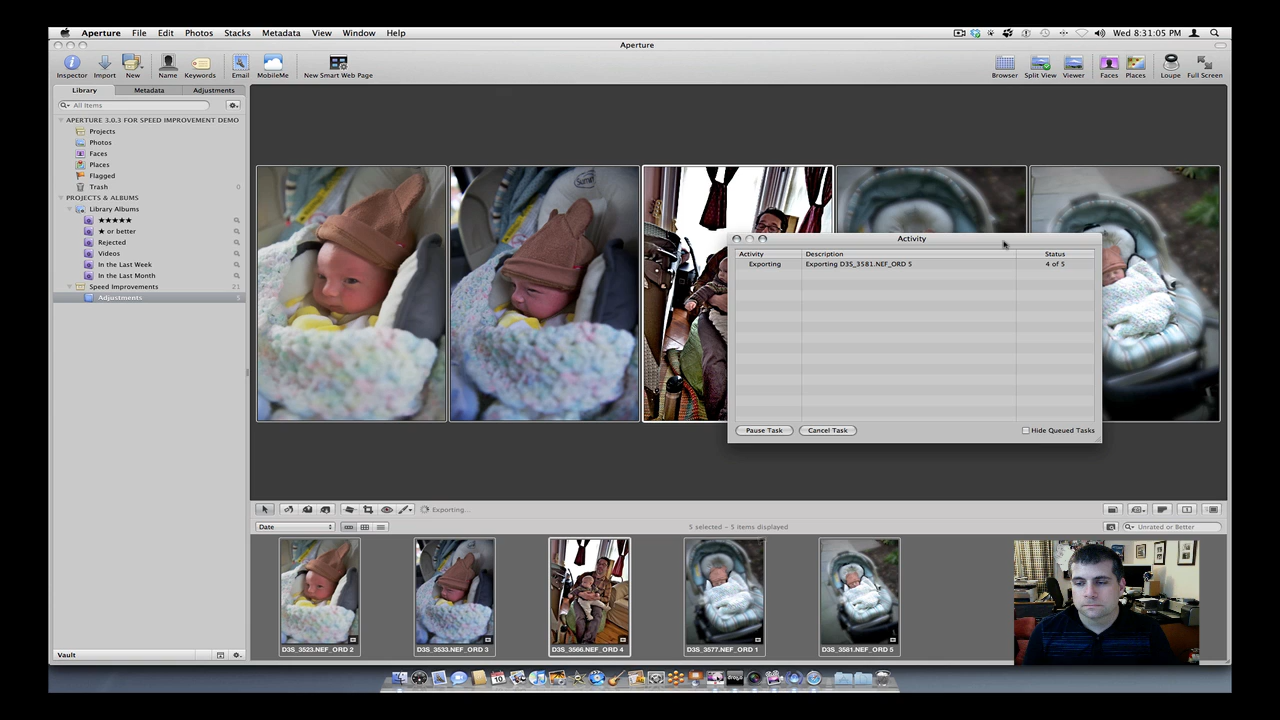 Aperture File Edit Photos Stacks Metadata View Window Help
Wed 8:31:05 PM
Aperture
Inspector Import New Name Keywords Email MobileMe New Smart Web Page
Browser Split View Viewer Faces Places Loupe Full Screen
Library Metadata Adjustments
All Items
APERTURE 3.0.3 FOR SPEED IMPROVEMENT DEMO
Projects
Photos
Faces
Places
Flagged
Trash 0
PROJECTS & ALBUMS
Library Albums
★★★★★
★ or better
Rejected
Videos
In the Last Week
In the Last Month
Speed Improvements 21
Adjustments 5
Activity
Activity Description Status
Exporting Exporting D3S_3581.NEF_ORD 5 4 of 5
Pause Task Cancel Task Hide Queued Tasks
Exporting...
Date
5 selected - 5 items displayed
Unrated or Better
D3S_3523.NEF_ORD 2 D3S_3533.NEF_ORD 3 D3S_3566.NEF_ORD 4 D3S_3577.NEF_ORD 1 D3S_3581.NEF_ORD 5
Vault